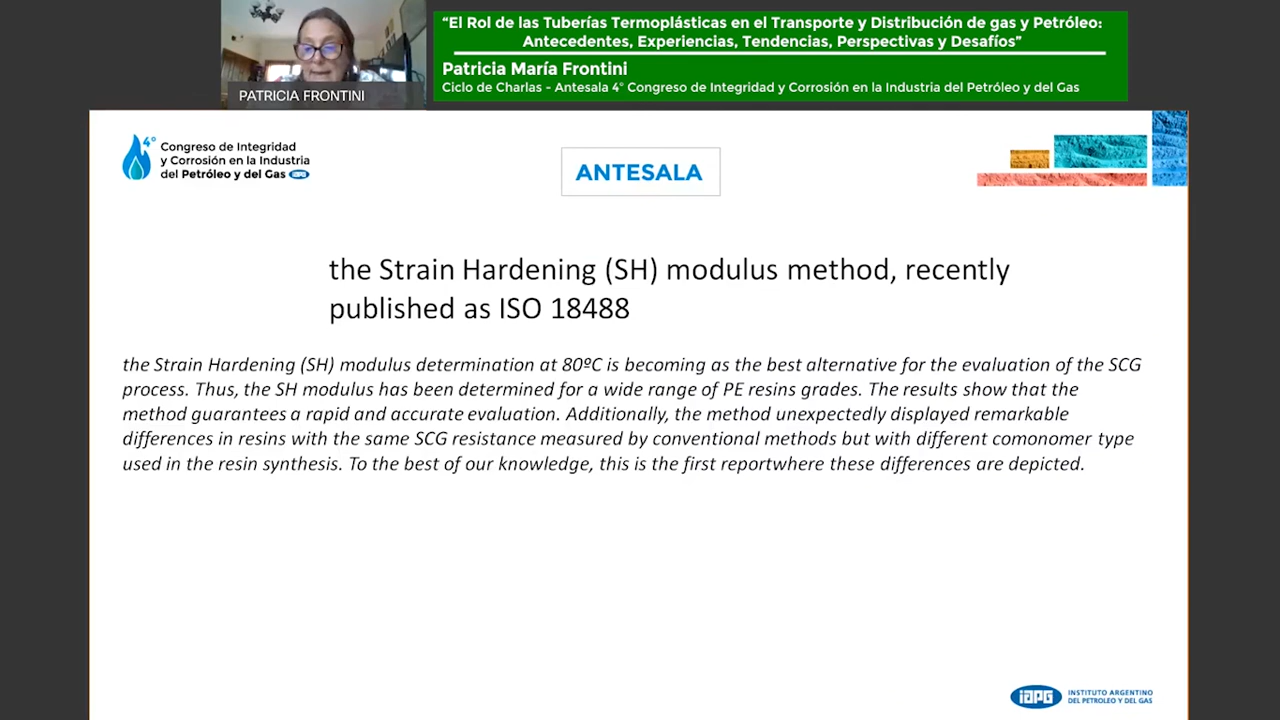 “El Rol de las Tuberías Termoplásticas en el Transporte y Distribución de gas y Petróleo:
Antecedentes, Experiencias, Tendencias, Perspectivas y Desafíos”
Patricia María Frontini
Ciclo de Charlas - Antesala 4° Congreso de Integridad y Corrosión en la Industria del Petróleo y del Gas
PATRICIA FRONTINI
4°
Congreso de Integridad
y Corrosión en la Industria
del Petróleo y del Gas iapg
ANTESALA
the Strain Hardening (SH) modulus method, recently
published as ISO 18488
the Strain Hardening (SH) modulus determination at 80ºC is becoming as the best alternative for the evaluation of the SCG
process. Thus, the SH modulus has been determined for a wide range of PE resins grades. The results show that the
method guarantees a rapid and accurate evaluation. Additionally, the method unexpectedly displayed remarkable
differences in resins with the same SCG resistance measured by conventional methods but with different comonomer type
used in the resin synthesis. To the best of our knowledge, this is the first reportwhere these differences are depicted.
iapg
INSTITUTO ARGENTINO
DEL PETROLEO Y DEL GAS